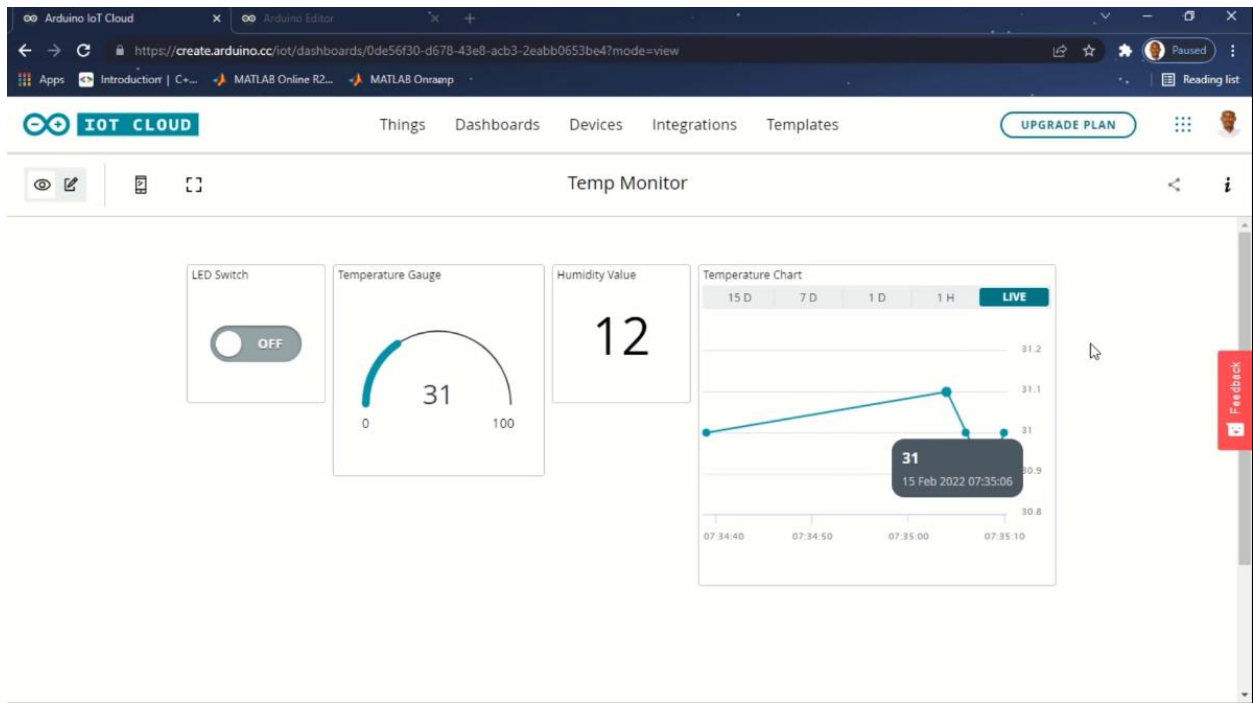 Arduino IoT Cloud
Arduino Editor
https://create.arduino.cc/iot/dashboards/0de56f30-d678-43e8-acb3-2eabb0653be4?mode=view
Paused
Apps
Introduction | C+...
MATLAB Online R2...
MATLAB Onramp
Reading list
IOT CLOUD
Things
Dashboards
Devices
Integrations
Templates
UPGRADE PLAN
Temp Monitor
LED Switch
OFF
Temperature Gauge
31
0
100
Humidity Value
12
Temperature Chart
15 D
7 D
1 D
1 H
LIVE
31.2
31.1
31
30.9
30.8
31
15 Feb 2022 07:35:06
07:34:40
07:34:50
07:35:00
07:35:10
Feedback